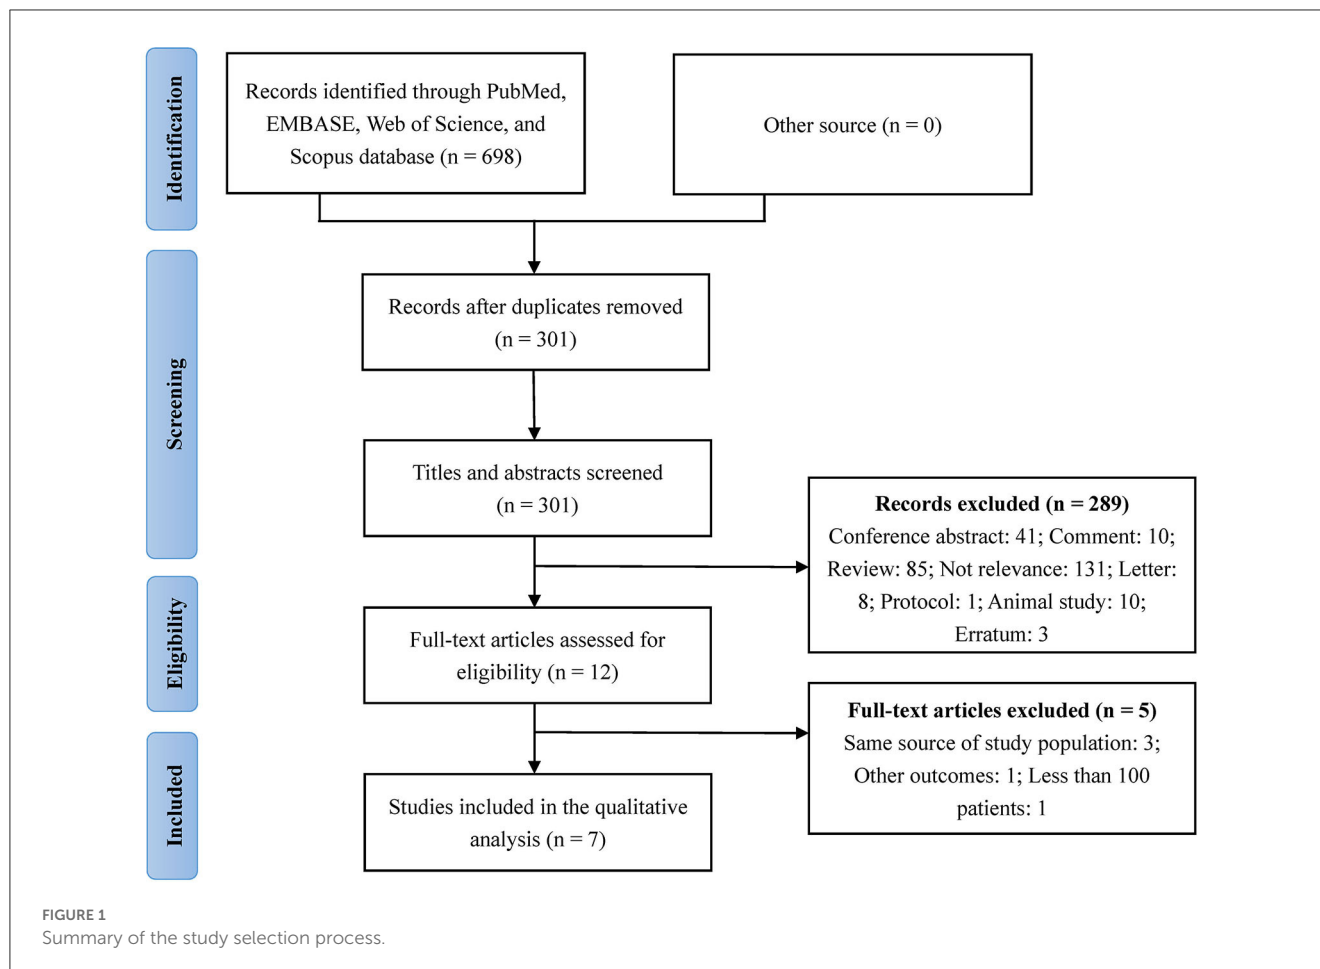 Identification
Records identified through PubMed,
EMBASE, Web of Science, and
Scopus database (n = 698)
Other source (n = 0)
Screening
Records after duplicates removed
(n = 301)
Titles and abstracts screened
(n = 301)
Records excluded (n = 289)
Conference abstract: 41; Comment: 10;
Review: 85; Not relevance: 131; Letter:
8; Protocol: 1; Animal study: 10;
Erratum: 3
Eligibility
Full-text articles assessed for
eligibility (n = 12)
Full-text articles excluded (n = 5)
Same source of study population: 3;
Other outcomes: 1; Less than 100
patients: 1
Included
Studies included in the qualitative
analysis (n = 7)
FIGURE 1
Summary of the study selection process.